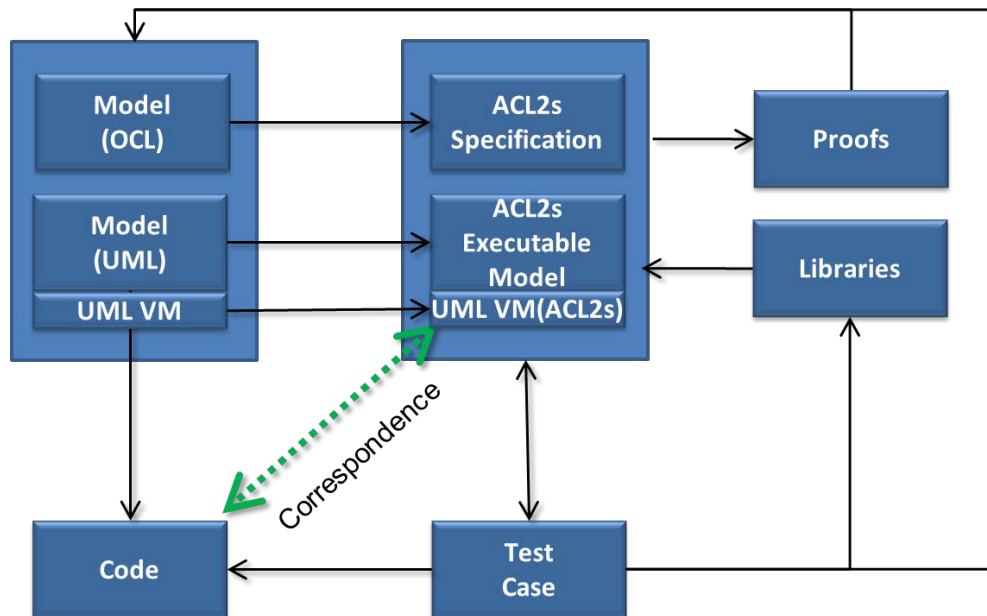 Model
(OCL)
ACL2s
Specification
Proofs
Model
(UML)
ACL2s
Executable
Model
Libraries
UML VM
UML VM(ACL2s)
Correspondence
Code
Test
Case